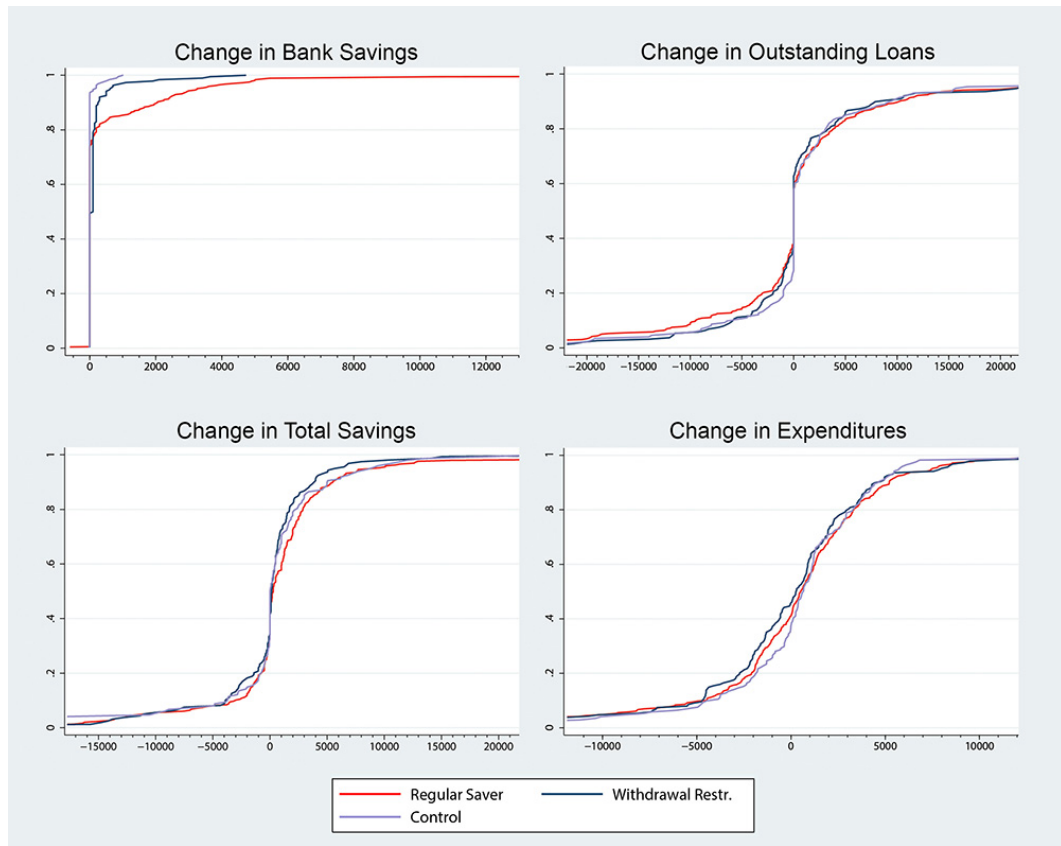 Change in Bank Savings
1
.8
.6
.4
.2
0
0 2000 4000 6000 8000 10000 12000
Change in Outstanding Loans
1
.8
.6
.4
.2
0
−20000 −15000 −10000 −5000 0 5000 10000 15000 20000
Change in Total Savings
1
.8
.6
.4
.2
0
−15000 −10000 −5000 0 5000 10000 15000 20000
Change in Expenditures
1
.8
.6
.4
.2
0
−10000 −5000 0 5000 10000
Regular Saver Withdrawal Restr.
Control